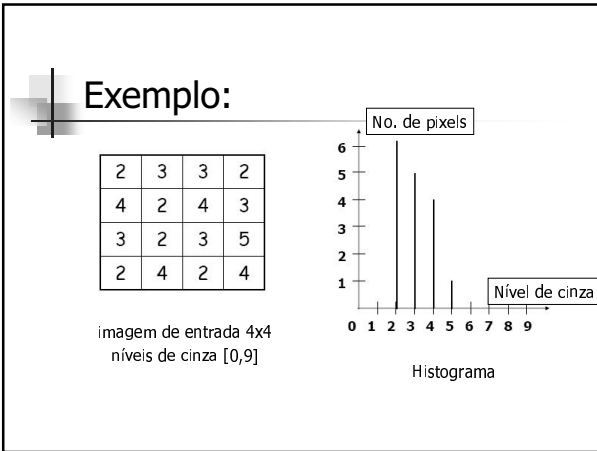 Exemplo:
2 3 3 2
4 2 4 3
3 2 3 5
2 4 2 4
imagem de entrada 4x4
níveis de cinza [0,9]
No. de pixels
6
5
4
3
2
1
Nível de cinza
0 1 2 3 4 5 6 7 8 9
Histograma